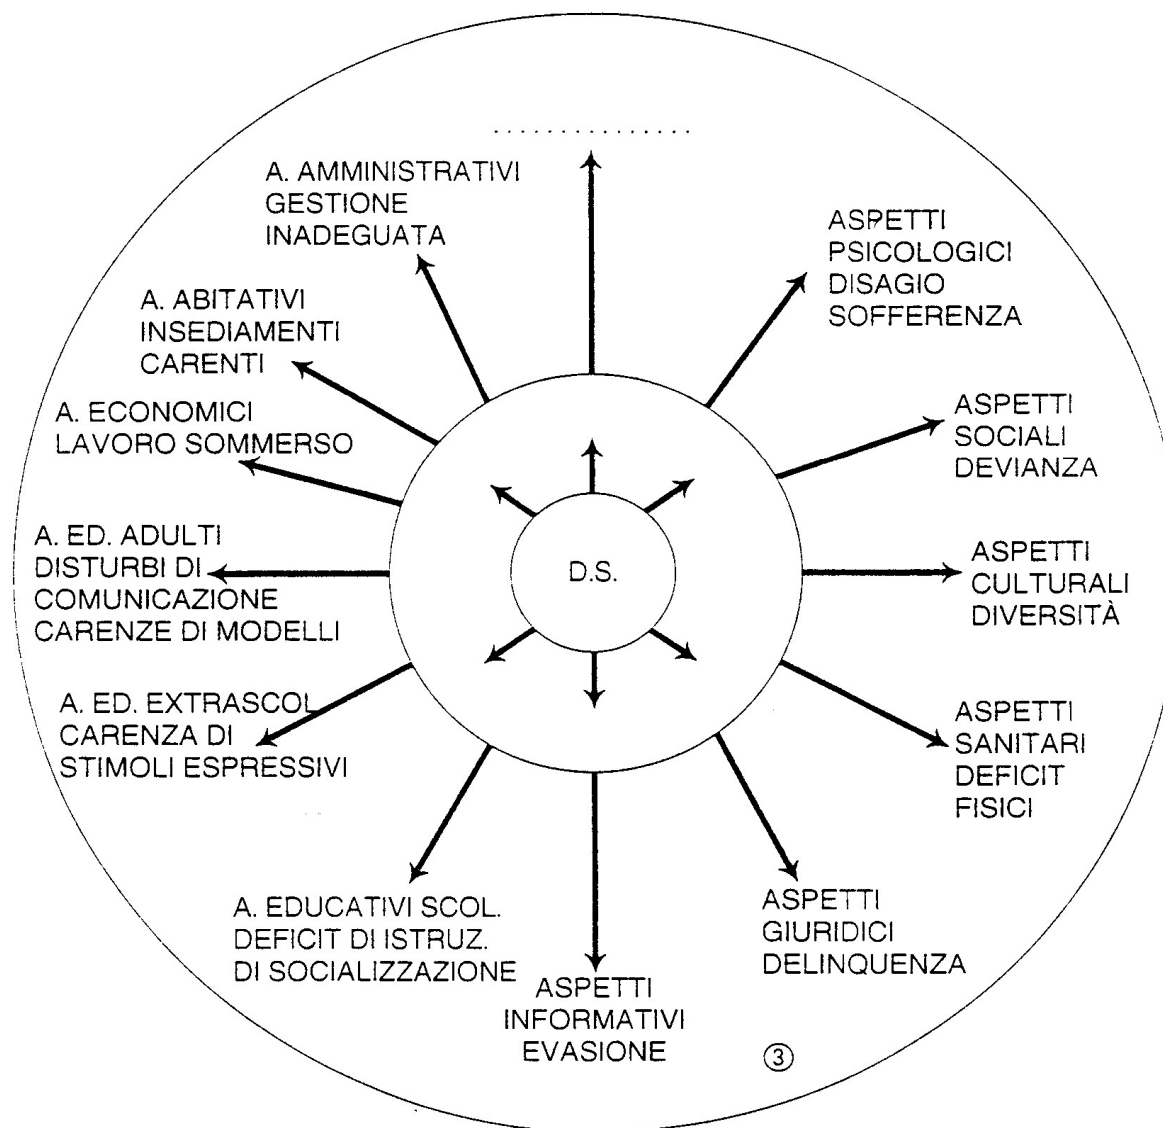 . . . . . . . . . . . . . . .
A. AMMINISTRATIVI
GESTIONE
INADEGUATA
ASPETTI
PSICOLOGICI
DISAGIO
SOFFERENZA
A. ABITATIVI
INSEDIAMENTI
CARENTI
ASPETTI
SOCIALI
DEVIANZA
A. ECONOMICI
LAVORO SOMMERSO
A. ED. ADULTI
DISTURBI DI
COMUNICAZIONE
CARENZE DI MODELLI
D.S.
ASPETTI
CULTURALI
DIVERSITÀ
A. ED. EXTRASCOL
CARENZA DI
STIMOLI ESPRESSIVI
ASPETTI
SANITARI
DEFICIT
FISICI
A. EDUCATIVI SCOL.
DEFICIT DI ISTRUZ.
DI SOCIALIZZAZIONE
ASPETTI
INFORMATIVI
EVASIONE
ASPETTI
GIURIDICI
DELINQUENZA
③